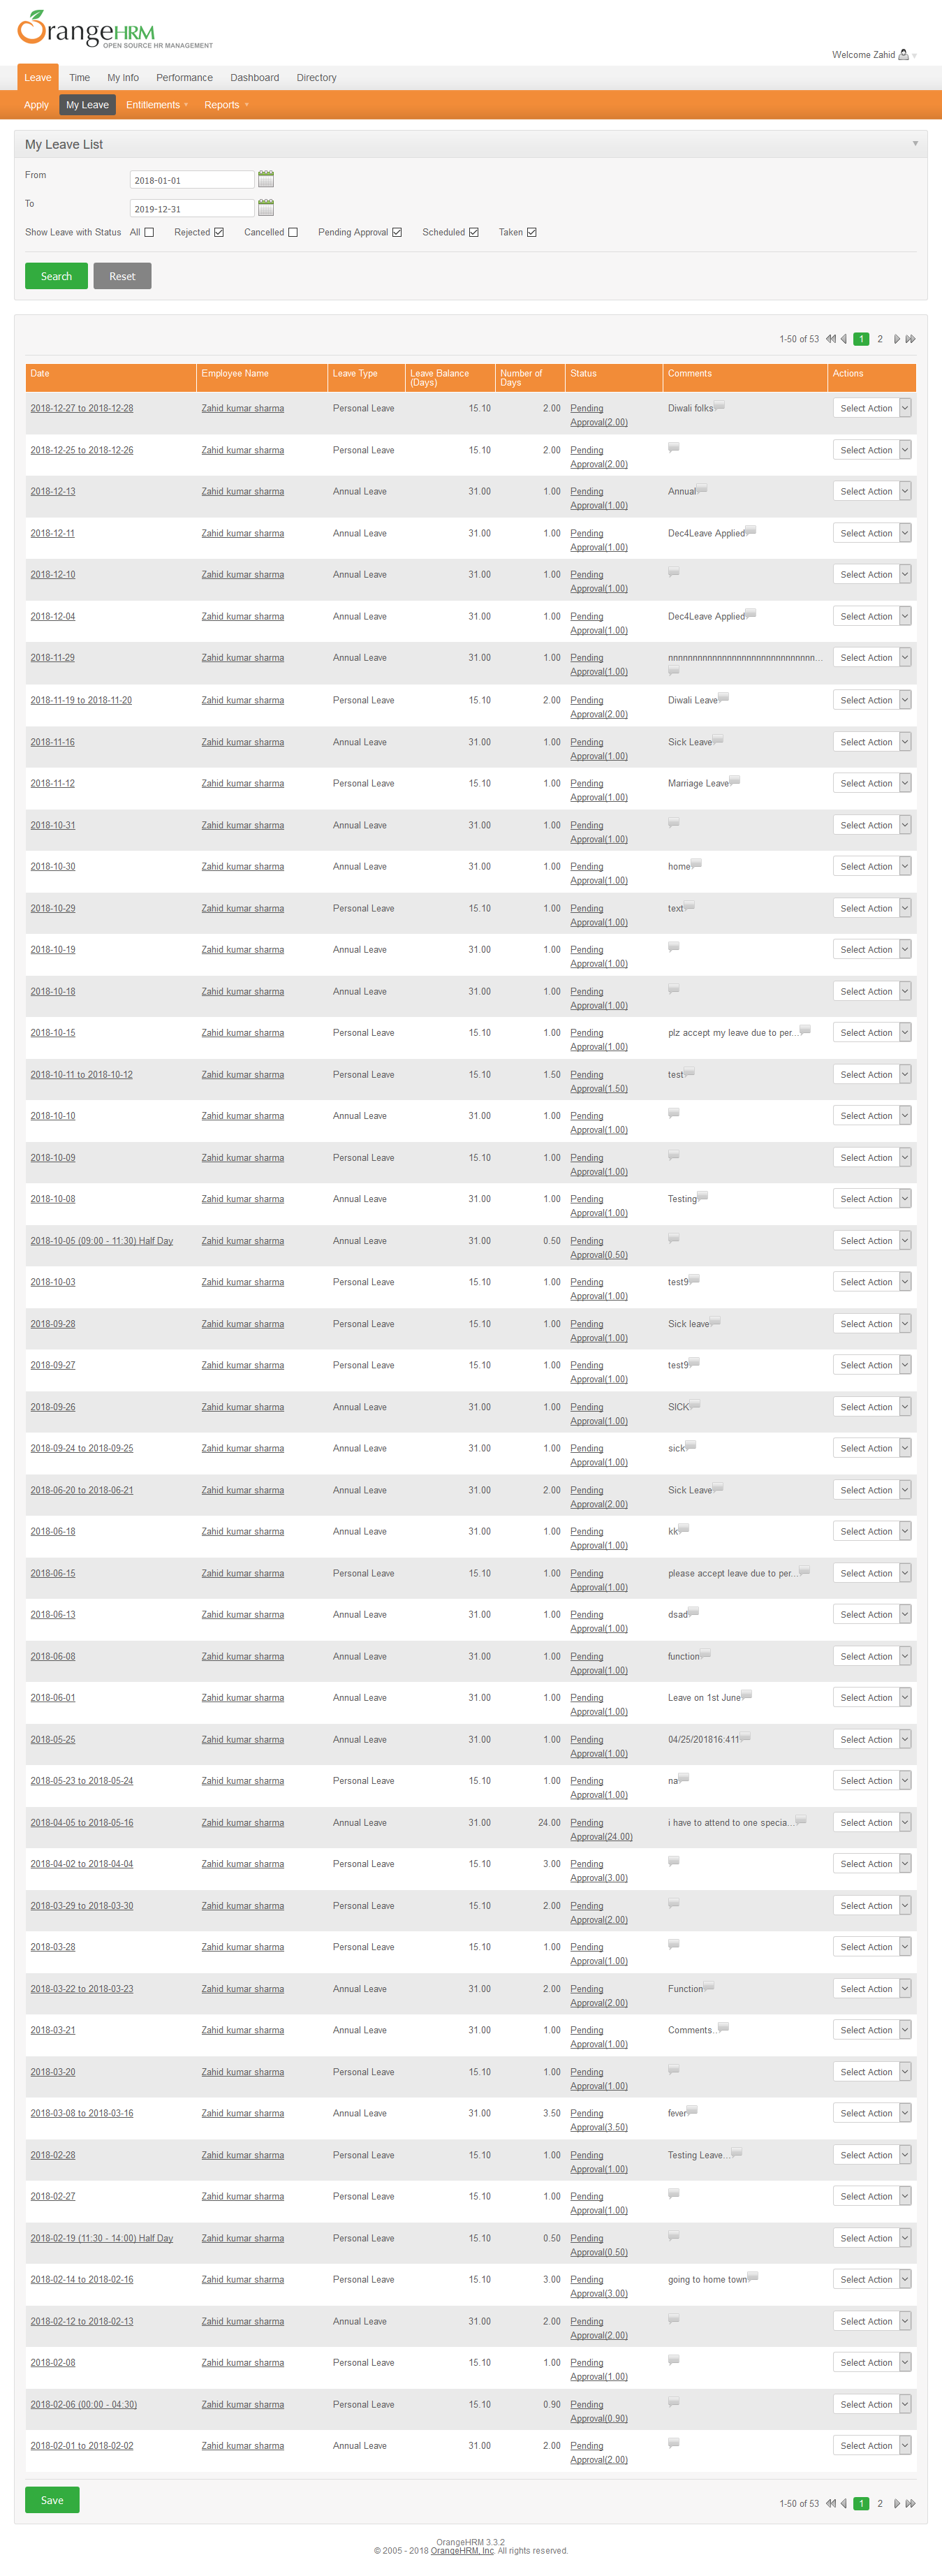 OrangeHRM
OPEN SOURCE HR MANAGEMENT
Welcome Zahid
Leave Time My Info Performance Dashboard Directory
Apply My Leave Entitlements Reports
My Leave List
From 2018-01-01
To 2019-12-31
Show Leave with Status All Rejected Cancelled Pending Approval Scheduled Taken
Search Reset
1-50 of 53 1 2
Date Employee Name Leave Type Leave Balance (Days) Number of Days Status Comments Actions
2018-12-27 to 2018-12-28 Zahid kumar sharma Personal Leave 15.10 2.00 Pending Approval(2.00) Diwali folks Select Action
2018-12-25 to 2018-12-26 Zahid kumar sharma Personal Leave 15.10 2.00 Pending Approval(2.00) Select Action
2018-12-13 Zahid kumar sharma Annual Leave 31.00 1.00 Pending Approval(1.00) Annual Select Action
2018-12-11 Zahid kumar sharma Annual Leave 31.00 1.00 Pending Approval(1.00) Dec4Leave Applied Select Action
2018-12-10 Zahid kumar sharma Annual Leave 31.00 1.00 Pending Approval(1.00) Select Action
2018-12-04 Zahid kumar sharma Annual Leave 31.00 1.00 Pending Approval(1.00) Dec4Leave Applied Select Action
2018-11-29 Zahid kumar sharma Annual Leave 31.00 1.00 Pending Approval(1.00) Select Action
2018-11-19 to 2018-11-20 Zahid kumar sharma Personal Leave 15.10 2.00 Pending Approval(2.00) Diwali Leave Select Action
2018-11-16 Zahid kumar sharma Annual Leave 31.00 1.00 Pending Approval(1.00) Sick Leave Select Action
2018-11-12 Zahid kumar sharma Personal Leave 15.10 1.00 Pending Approval(1.00) Marriage Leave Select Action
2018-10-31 Zahid kumar sharma Annual Leave 31.00 1.00 Pending Approval(1.00) Select Action
2018-10-30 Zahid kumar sharma Annual Leave 31.00 1.00 Pending Approval(1.00) home Select Action
2018-10-29 Zahid kumar sharma Personal Leave 15.10 1.00 Pending Approval(1.00) text Select Action
2018-10-19 Zahid kumar sharma Annual Leave 31.00 1.00 Pending Approval(1.00) Select Action
2018-10-18 Zahid kumar sharma Annual Leave 31.00 1.00 Pending Approval(1.00) Select Action
2018-10-15 Zahid kumar sharma Personal Leave 15.10 1.00 Pending Approval(1.00) plz accept my leave due to per... Select Action
2018-10-11 to 2018-10-12 Zahid kumar sharma Personal Leave 15.10 1.50 Pending Approval(1.50) test Select Action
2018-10-10 Zahid kumar sharma Annual Leave 31.00 1.00 Pending Approval(1.00) Select Action
2018-10-09 Zahid kumar sharma Personal Leave 15.10 1.00 Pending Approval(1.00) Select Action
2018-10-08 Zahid kumar sharma Annual Leave 31.00 1.00 Pending Approval(1.00) Testing Select Action
2018-10-05 (09:00 - 11:30) Half Day Zahid kumar sharma Annual Leave 31.00 0.50 Pending Approval(0.50) Select Action
2018-10-03 Zahid kumar sharma Personal Leave 15.10 1.00 Pending Approval(1.00) test9 Select Action
2018-09-28 Zahid kumar sharma Personal Leave 15.10 1.00 Pending Approval(1.00) Sick leave Select Action
2018-09-27 Zahid kumar sharma Personal Leave 15.10 1.00 Pending Approval(1.00) test9 Select Action
2018-09-26 Zahid kumar sharma Annual Leave 31.00 1.00 Pending Approval(1.00) SICK Select Action
2018-09-24 to 2018-09-25 Zahid kumar sharma Annual Leave 31.00 1.00 Pending Approval(1.00) sick Select Action
2018-06-20 to 2018-06-21 Zahid kumar sharma Annual Leave 31.00 2.00 Pending Approval(2.00) Sick Leave Select Action
2018-06-18 Zahid kumar sharma Annual Leave 31.00 1.00 Pending Approval(1.00) kk Select Action
2018-06-15 Zahid kumar sharma Personal Leave 15.10 1.00 Pending Approval(1.00) please accept leave due to per... Select Action
2018-06-13 Zahid kumar sharma Annual Leave 31.00 1.00 Pending Approval(1.00) dsad Select Action
2018-06-08 Zahid kumar sharma Annual Leave 31.00 1.00 Pending Approval(1.00) function Select Action
2018-06-01 Zahid kumar sharma Annual Leave 31.00 1.00 Pending Approval(1.00) Leave on 1st June Select Action
2018-05-25 Zahid kumar sharma Annual Leave 31.00 1.00 Pending Approval(1.00) 04/25/201816:411 Select Action
2018-05-23 to 2018-05-24 Zahid kumar sharma Personal Leave 15.10 1.00 Pending Approval(1.00) na Select Action
2018-04-05 to 2018-05-16 Zahid kumar sharma Annual Leave 31.00 24.00 Pending Approval(24.00) i have to attend to one specia... Select Action
2018-04-02 to 2018-04-04 Zahid kumar sharma Personal Leave 15.10 3.00 Pending Approval(3.00) Select Action
2018-03-29 to 2018-03-30 Zahid kumar sharma Personal Leave 15.10 2.00 Pending Approval(2.00) Select Action
2018-03-28 Zahid kumar sharma Personal Leave 15.10 1.00 Pending Approval(1.00) Select Action
2018-03-22 to 2018-03-23 Zahid kumar sharma Annual Leave 31.00 2.00 Pending Approval(2.00) Function Select Action
2018-03-21 Zahid kumar sharma Annual Leave 31.00 1.00 Pending Approval(1.00) Comments.. Select Action
2018-03-20 Zahid kumar sharma Personal Leave 15.10 1.00 Pending Approval(1.00) Select Action
2018-03-08 to 2018-03-16 Zahid kumar sharma Annual Leave 31.00 3.50 Pending Approval(3.50) fever Select Action
2018-02-28 Zahid kumar sharma Personal Leave 15.10 1.00 Pending Approval(1.00) Testing Leave... Select Action
2018-02-27 Zahid kumar sharma Personal Leave 15.10 1.00 Pending Approval(1.00) Select Action
2018-02-19 (11:30 - 14:00) Half Day Zahid kumar sharma Personal Leave 15.10 0.50 Pending Approval(0.50) Select Action
2018-02-14 to 2018-02-16 Zahid kumar sharma Personal Leave 15.10 3.00 Pending Approval(3.00) going to home town Select Action
2018-02-12 to 2018-02-13 Zahid kumar sharma Annual Leave 31.00 2.00 Pending Approval(2.00) Select Action
2018-02-08 Zahid kumar sharma Personal Leave 15.10 1.00 Pending Approval(1.00) Select Action
2018-02-06 (00:00 - 04:30) Zahid kumar sharma Personal Leave 15.10 0.90 Pending Approval(0.90) Select Action
2018-02-01 to 2018-02-02 Zahid kumar sharma Annual Leave 31.00 2.00 Pending Approval(2.00) Select Action
Save 1-50 of 53 1 2
OrangeHRM 3.3.2
© 2005 - 2018 OrangeHRM, Inc. All rights reserved.